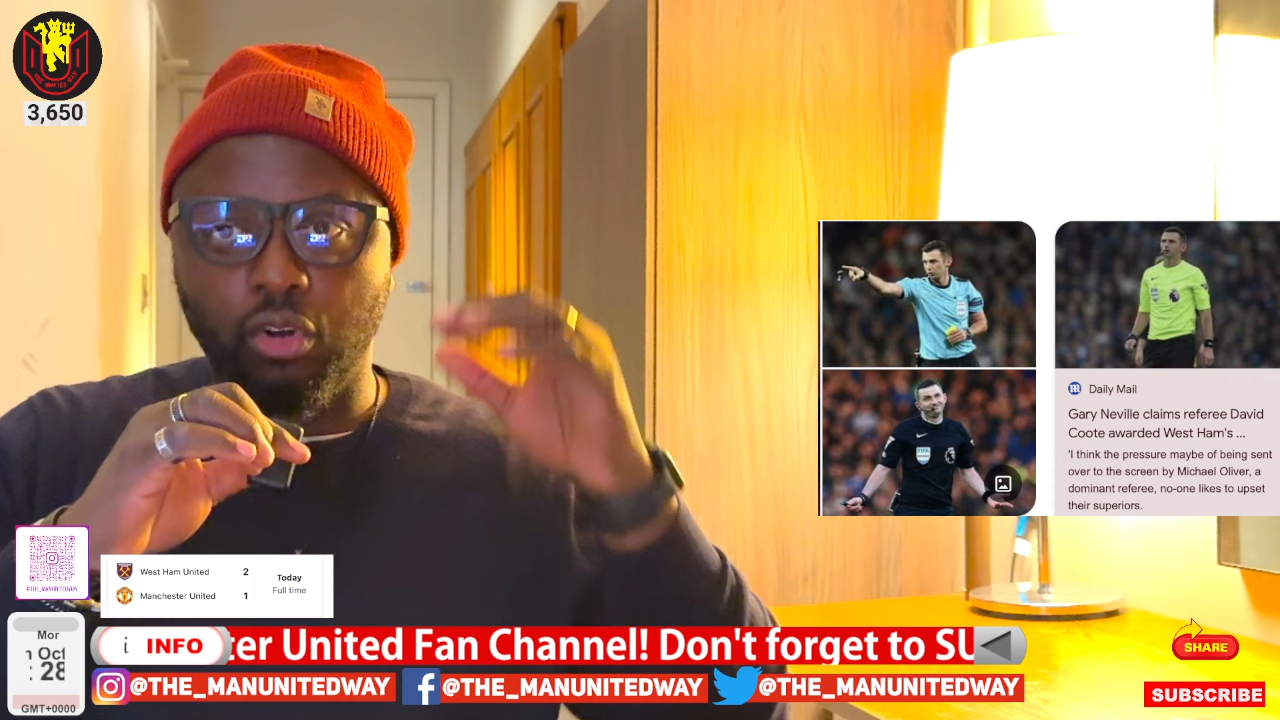 3,650
Daily Mail
Gary Neville claims referee David
Coote awarded West Ham's ...
'I think the pressure maybe of being sent
over to the screen by Michael Oliver, a
dominant referee, no-one likes to upset
their superiors.
@THE_MANUNITEDWAY
West Ham United 2
Manchester United 1
Today
Full time
Mor
Oct
28
GMT+0000
i INFO
ter United Fan Channel! Don't forget to SU
SHARE
@THE_MANUNITEDWAY
@THE_MANUNITEDWAY
@THE_MANUNITEDWAY
SUBSCRIBE